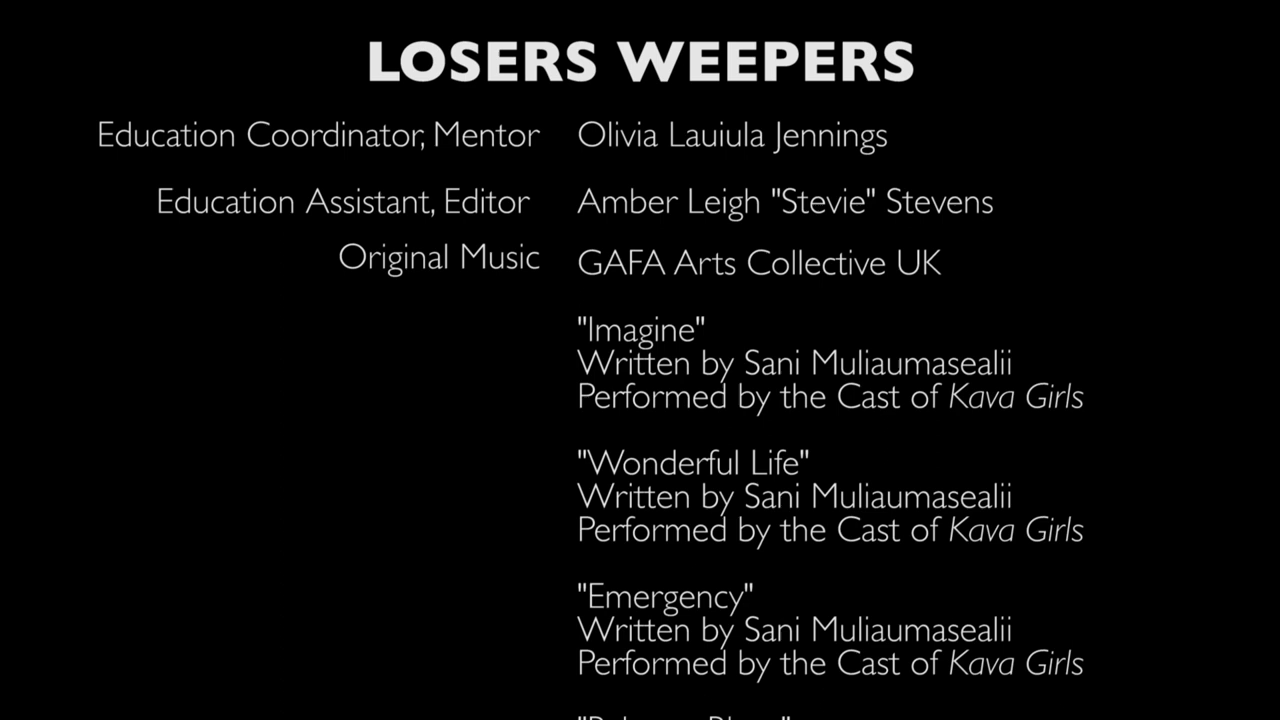 LOSERS WEEPERS
Education Coordinator, Mentor Olivia Lauiula Jennings
Education Assistant, Editor Amber Leigh "Stevie" Stevens
Original Music GAFA Arts Collective UK
"Imagine"
Written by Sani Muliaumasealii
Performed by the Cast of Kava Girls
"Wonderful Life"
Written by Sani Muliaumasealii
Performed by the Cast of Kava Girls
"Emergency"
Written by Sani Muliaumasealii
Performed by the Cast of Kava Girls